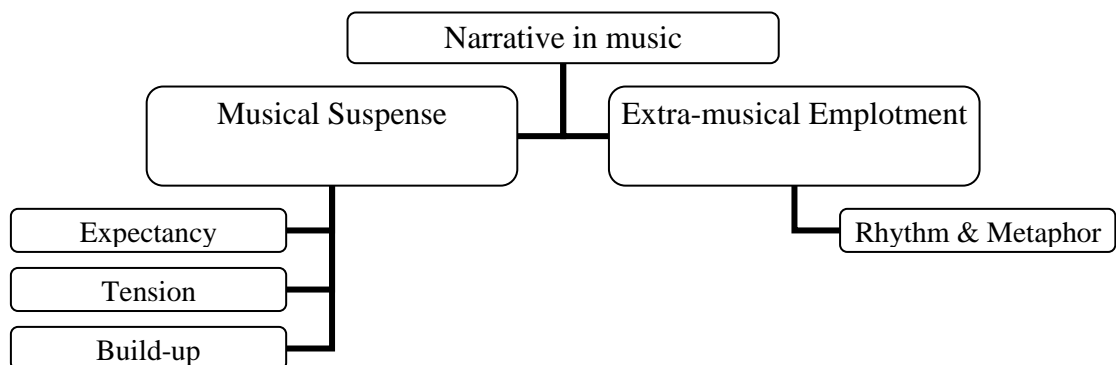 Narrative in music
Musical Suspense
Extra-musical Emplotment
Expectancy
Rhythm & Metaphor
Tension
Build-up